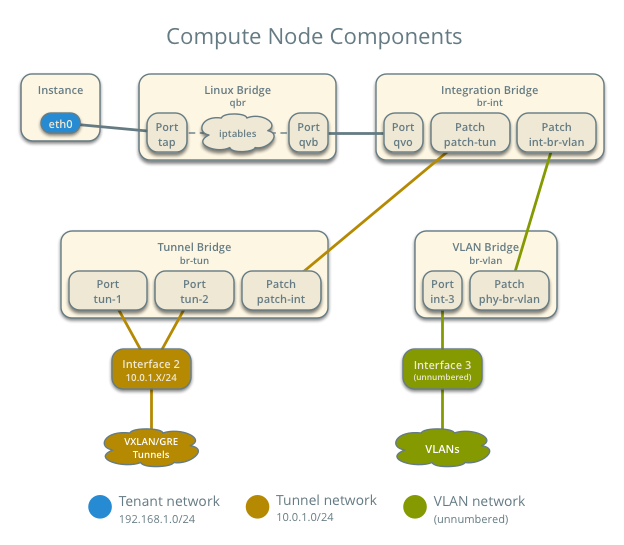 Compute Node Components
Instance
eth0
Linux Bridge
qbr
Port
tap
iptables
Port
qvb
Integration Bridge
br-int
Port
qvo
Patch
patch-tun
Patch
int-br-vlan
Tunnel Bridge
br-tun
Port
tun-1
Port
tun-2
Patch
patch-int
VLAN Bridge
br-vlan
Port
int-3
Patch
phy-br-vlan
Interface 2
10.0.1.X/24
Interface 3
(unnumbered)
VXLAN/GRE
Tunnels
VLANs
Tenant network
192.168.1.0/24
Tunnel network
10.0.1.0/24
VLAN network
(unnumbered)